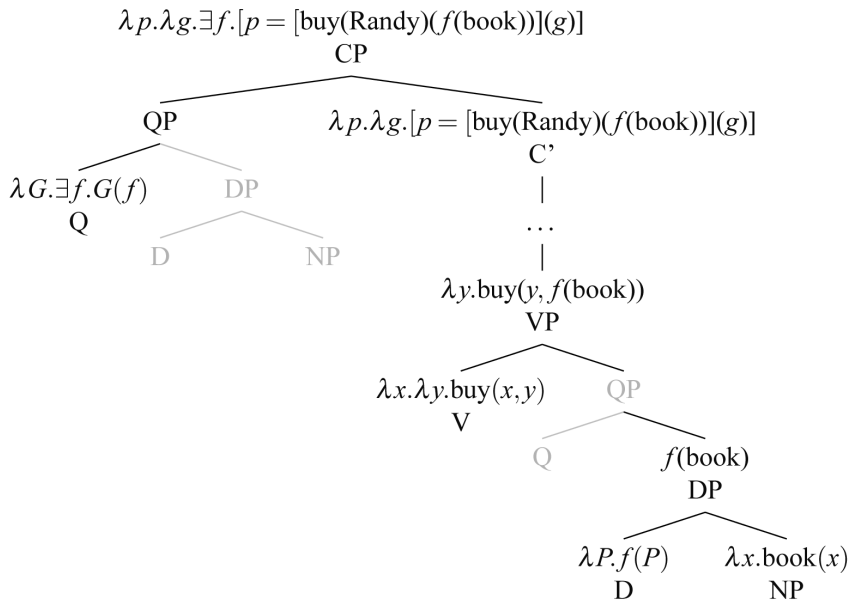 λp.λg.∃f.[p = [buy(Randy)(f(book))](g)]
CP
QP
λp.λg.[p = [buy(Randy)(f(book))](g)]
C’
λG.∃f.G(f)
Q
DP
D
NP
…
λy.buy(y, f(book))
VP
λx.λy.buy(x,y)
V
QP
Q
f(book)
DP
λP.f(P)
D
λx.book(x)
NP